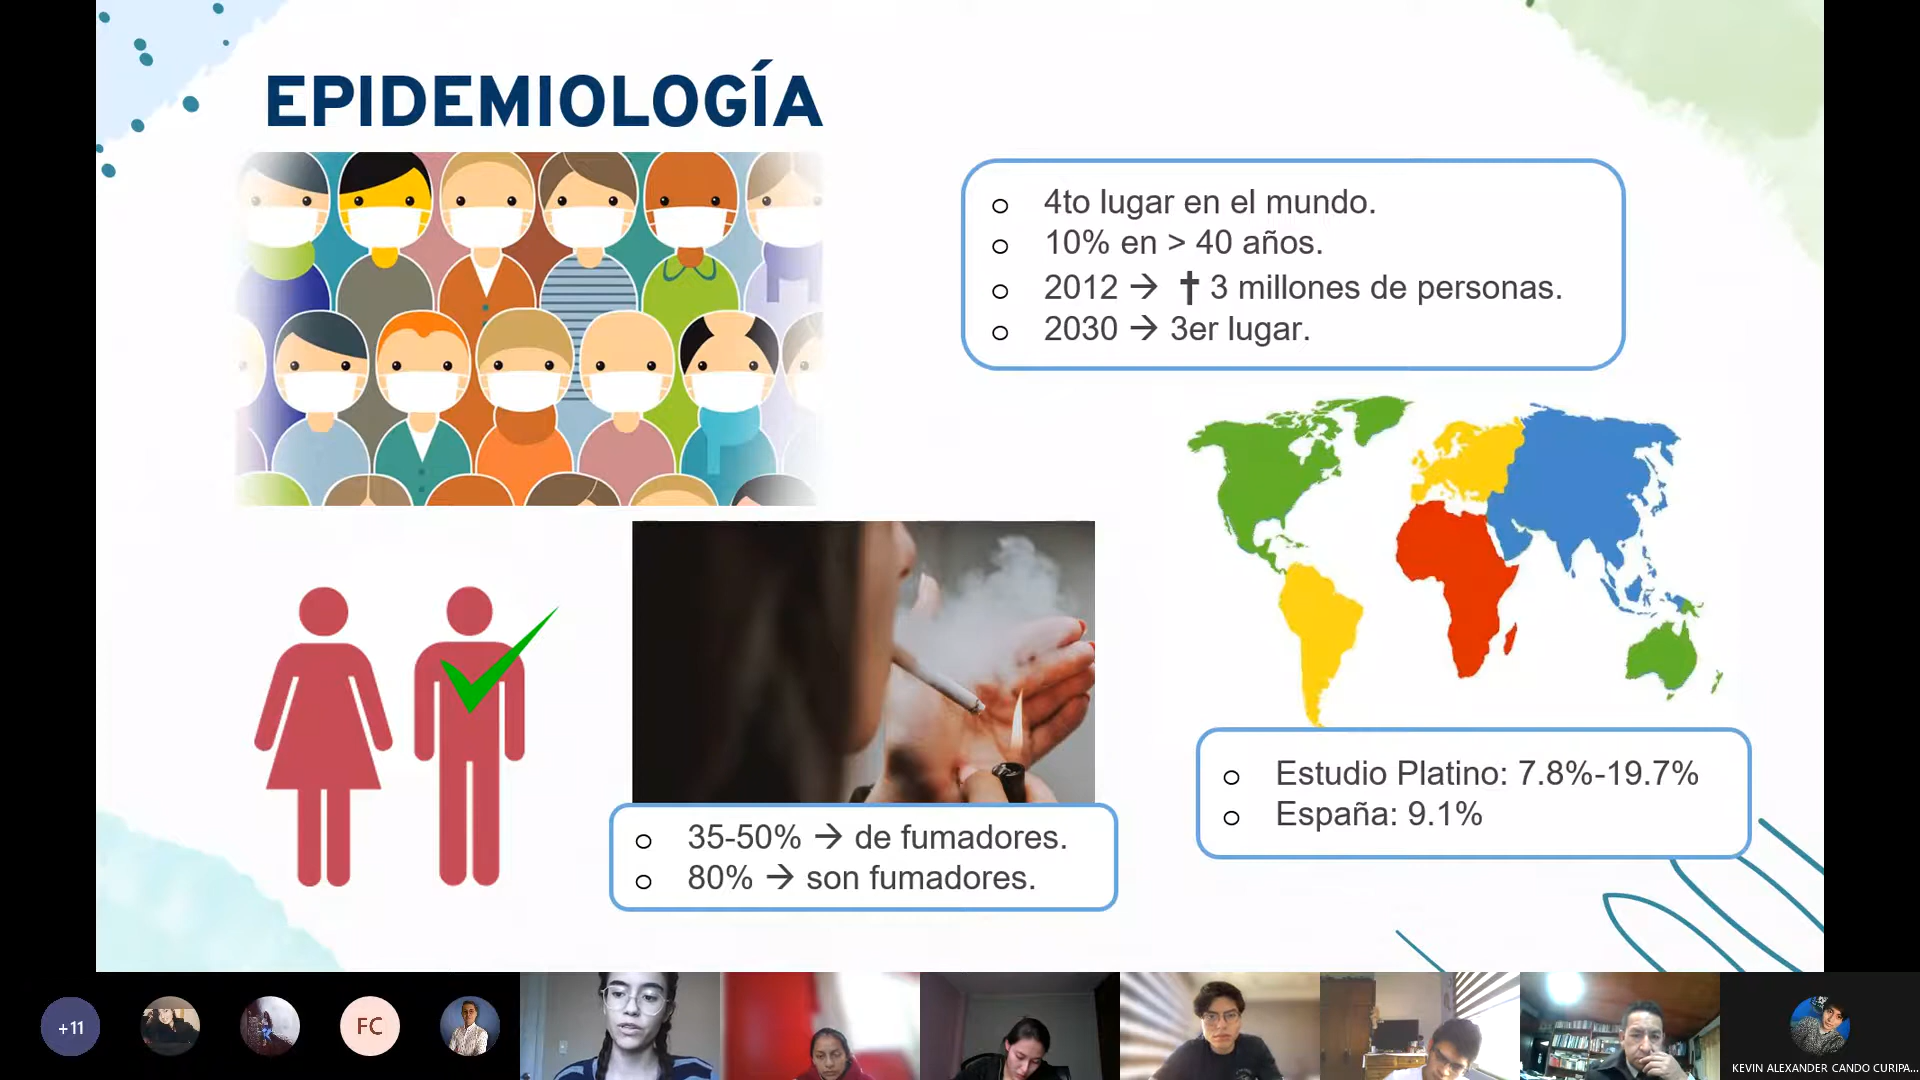 EPIDEMIOLOGÍA
4to lugar en el mundo.
10% en > 40 años.
2012 → † 3 millones de personas.
2030 → 3er lugar.
35-50% → de fumadores.
80% → son fumadores.
Estudio Platino: 7.8%-19.7%
España: 9.1%
+11
FC
KEVIN ALEXANDER CANDO CURIPA...